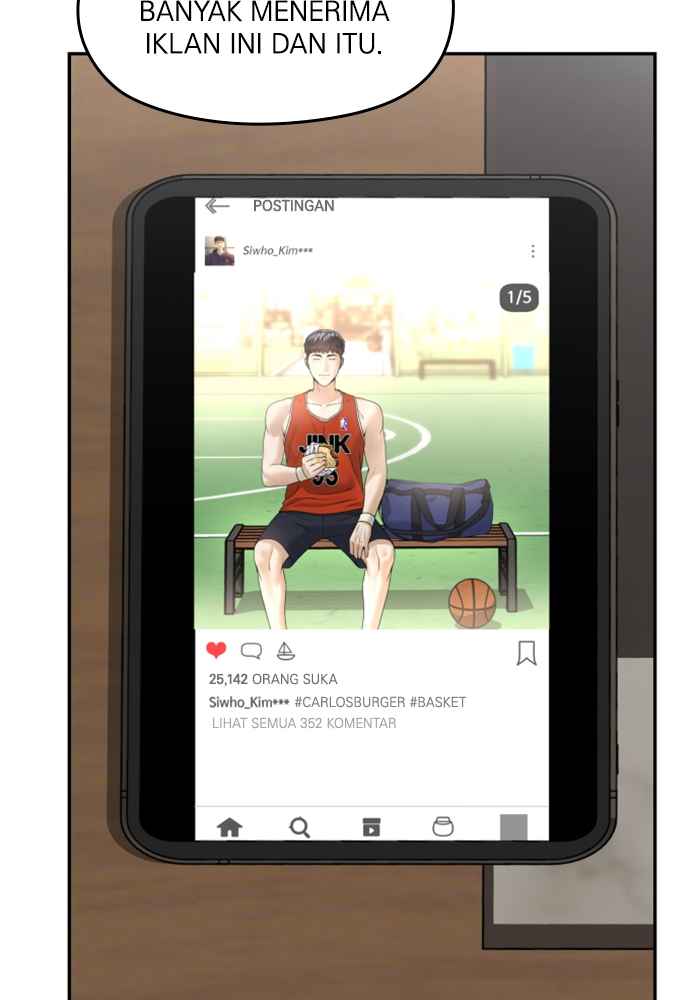 BANYAK MENERIMA
IKLAN INI DAN ITU.
POSTINGAN
Siwho_Kim***
1/5
JINK
95
25,142 ORANG SUKA
Siwho_Kim*** #CARLOSBURGER #BASKET
LIHAT SEMUA 352 KOMENTAR